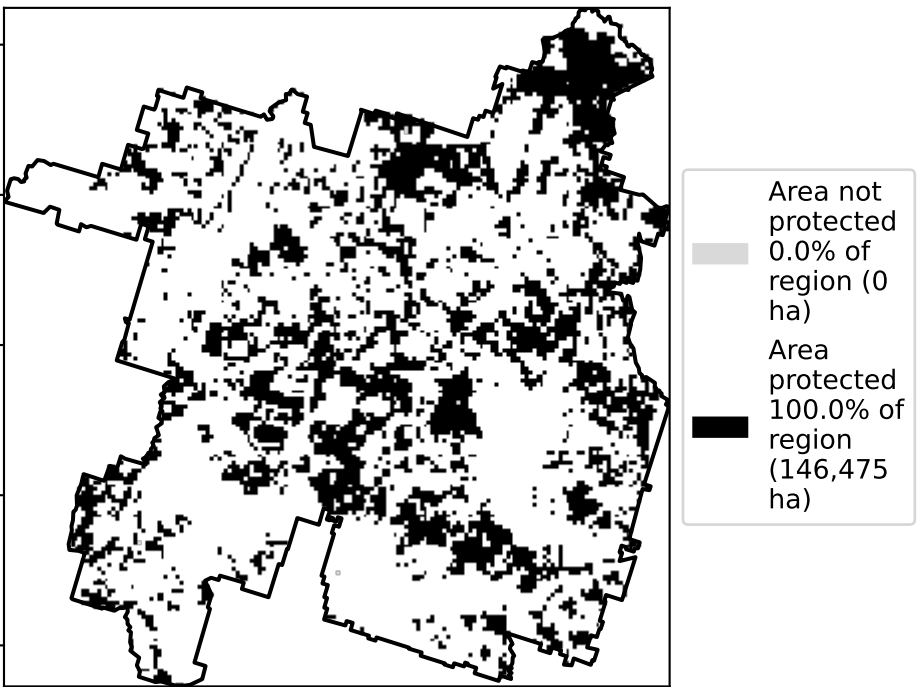 Area not
protected
0.0% of
region (0
ha)
Area
protected
100.0% of
region
(146,475
ha)